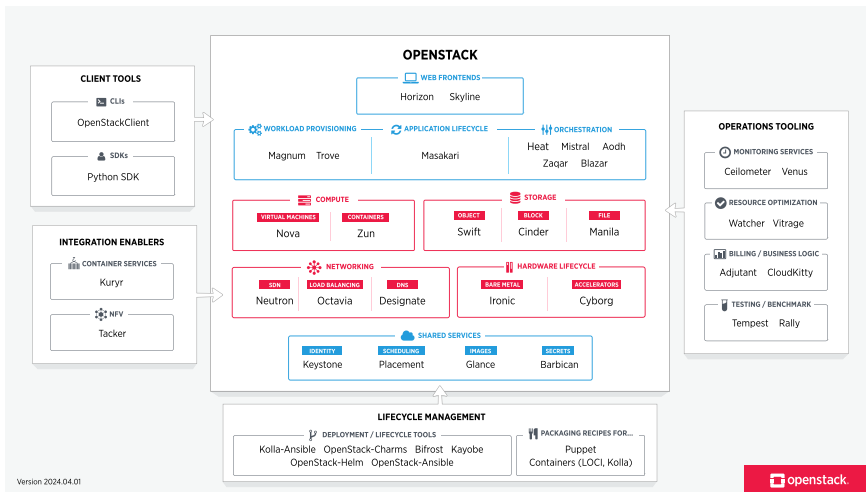 OPENSTACK
WEB FRONTENDS
Horizon Skyline
WORKLOAD PROVISIONING
Magnum Trove
APPLICATION LIFECYCLE
Masakari
ORCHESTRATION
Heat Mistral Aodh
Zaqar Blazar
COMPUTE
VIRTUAL MACHINES
Nova
CONTAINERS
Zun
STORAGE
OBJECT
Swift
BLOCK
Cinder
FILE
Manila
NETWORKING
SDN
Neutron
LOAD BALANCING
Octavia
DNS
Designate
HARDWARE LIFECYCLE
BARE METAL
Ironic
ACCELERATORS
Cyborg
SHARED SERVICES
IDENTITY
Keystone
SCHEDULING
Placement
IMAGES
Glance
SECRETS
Barbican
CLIENT TOOLS
CLIs
OpenStackClient
SDKs
Python SDK
INTEGRATION ENABLERS
CONTAINER SERVICES
Kuryr
NFV
Tacker
OPERATIONS TOOLING
MONITORING SERVICES
Ceilometer Venus
RESOURCE OPTIMIZATION
Watcher Vitrage
BILLING / BUSINESS LOGIC
Adjutant CloudKitty
TESTING / BENCHMARK
Tempest Rally
LIFECYCLE MANAGEMENT
DEPLOYMENT / LIFECYCLE TOOLS
Kolla-Ansible OpenStack-Charms Bifrost Kayobe
OpenStack-Helm OpenStack-Ansible
PACKAGING RECIPES FOR...
Puppet
Containers (LOCI, Kolla)
Version 2024.04.01
openstack.